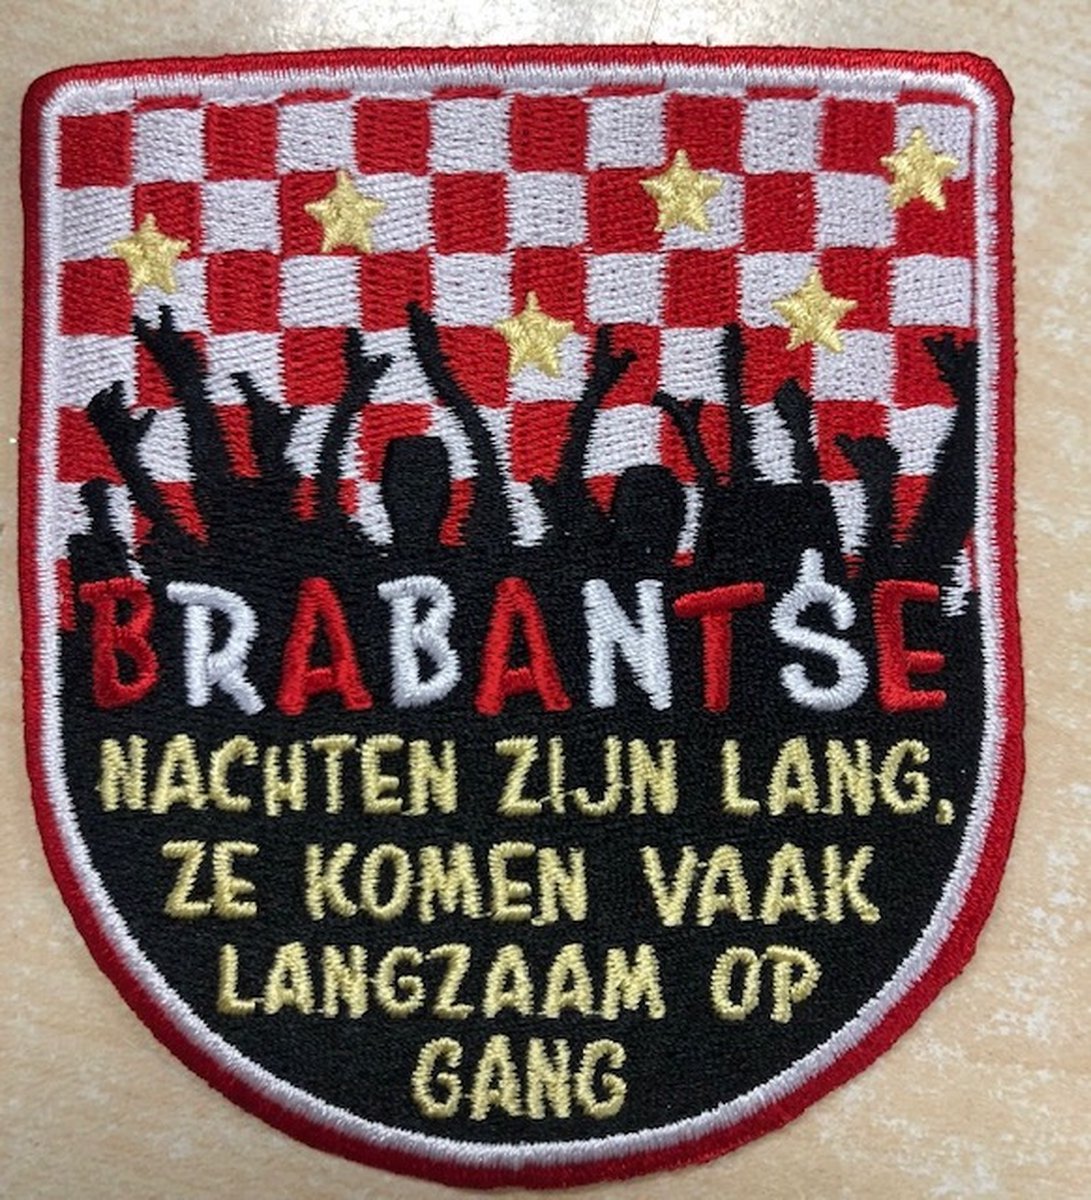 BRABANTSE
NACHTEN ZIJN LANG,
ZE KOMEN VAAK
LANGZAAM OP
GANG